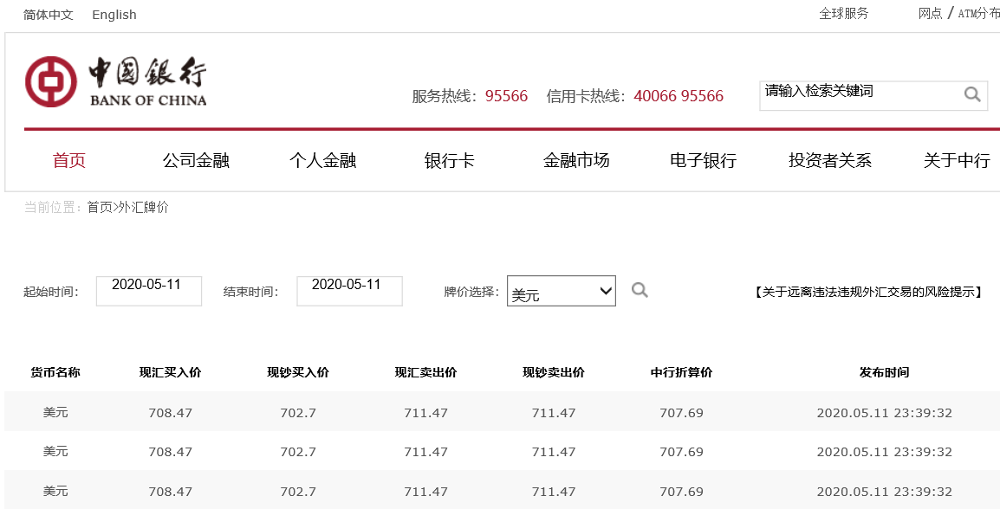 简体中文 English 全球服务 网点 / ATM分布
中国銀行
BANK OF CHINA
服务热线：95566 信用卡热线：40066 95566 请输入检索关键词
首页 公司金融 个人金融 银行卡 金融市场 电子银行 投资者关系 关于中行
当前位置：首页>外汇牌价
起始时间： 2020-05-11 结束时间： 2020-05-11 牌价选择： 美元 【关于远离违法违规外汇交易的风险提示】
货币名称 现汇买入价 现钞买入价 现汇卖出价 现钞卖出价 中行折算价 发布时间
美元 708.47 702.7 711.47 711.47 707.69 2020.05.11 23:39:32
美元 708.47 702.7 711.47 711.47 707.69 2020.05.11 23:39:32
美元 708.47 702.7 711.47 711.47 707.69 2020.05.11 23:39:32